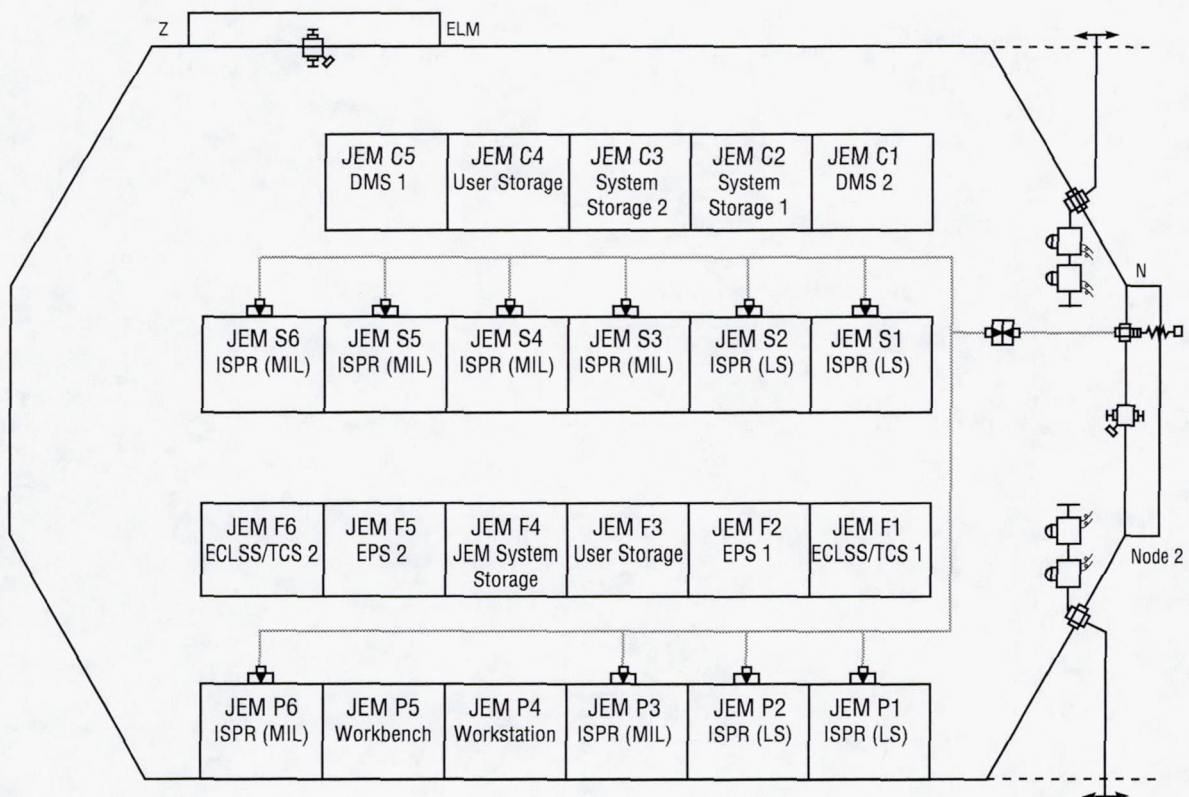 Z
ELM
JEM C5
DMS 1
JEM C4
User Storage
JEM C3
System
Storage 2
JEM C2
System
Storage 1
JEM C1
DMS 2
N
JEM S6
ISPR (MIL)
JEM S5
ISPR (MIL)
JEM S4
ISPR (MIL)
JEM S3
ISPR (MIL)
JEM S2
ISPR (LS)
JEM S1
ISPR (LS)
JEM F6
ECLSS/TCS 2
JEM F5
EPS 2
JEM F4
JEM System
Storage
JEM F3
User Storage
JEM F2
EPS 1
JEM F1
ECLSS/TCS 1
Node 2
JEM P6
ISPR (MIL)
JEM P5
Workbench
JEM P4
Workstation
JEM P3
ISPR (MIL)
JEM P2
ISPR (LS)
JEM P1
ISPR (LS)